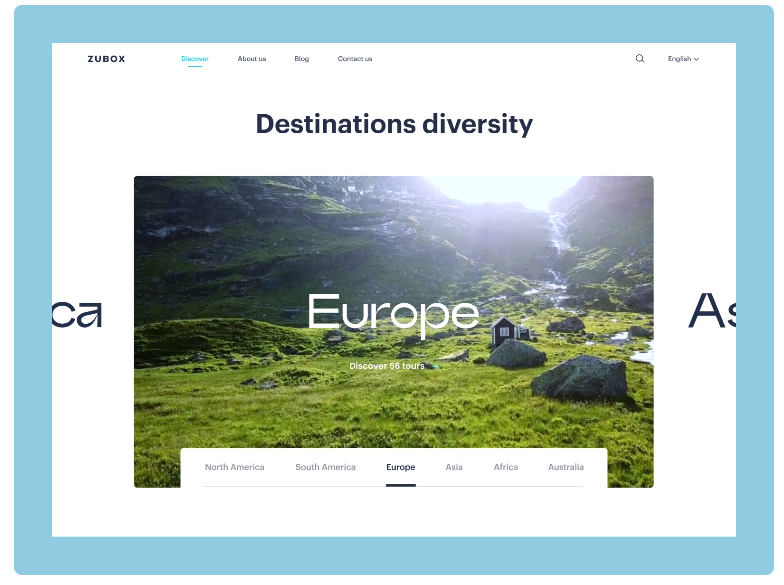 ZUBOX Discover About us Blog Contact us English
Destinations diversity
ca Europe As
Discover 56 tours
North America South America Europe Asia Africa Australia